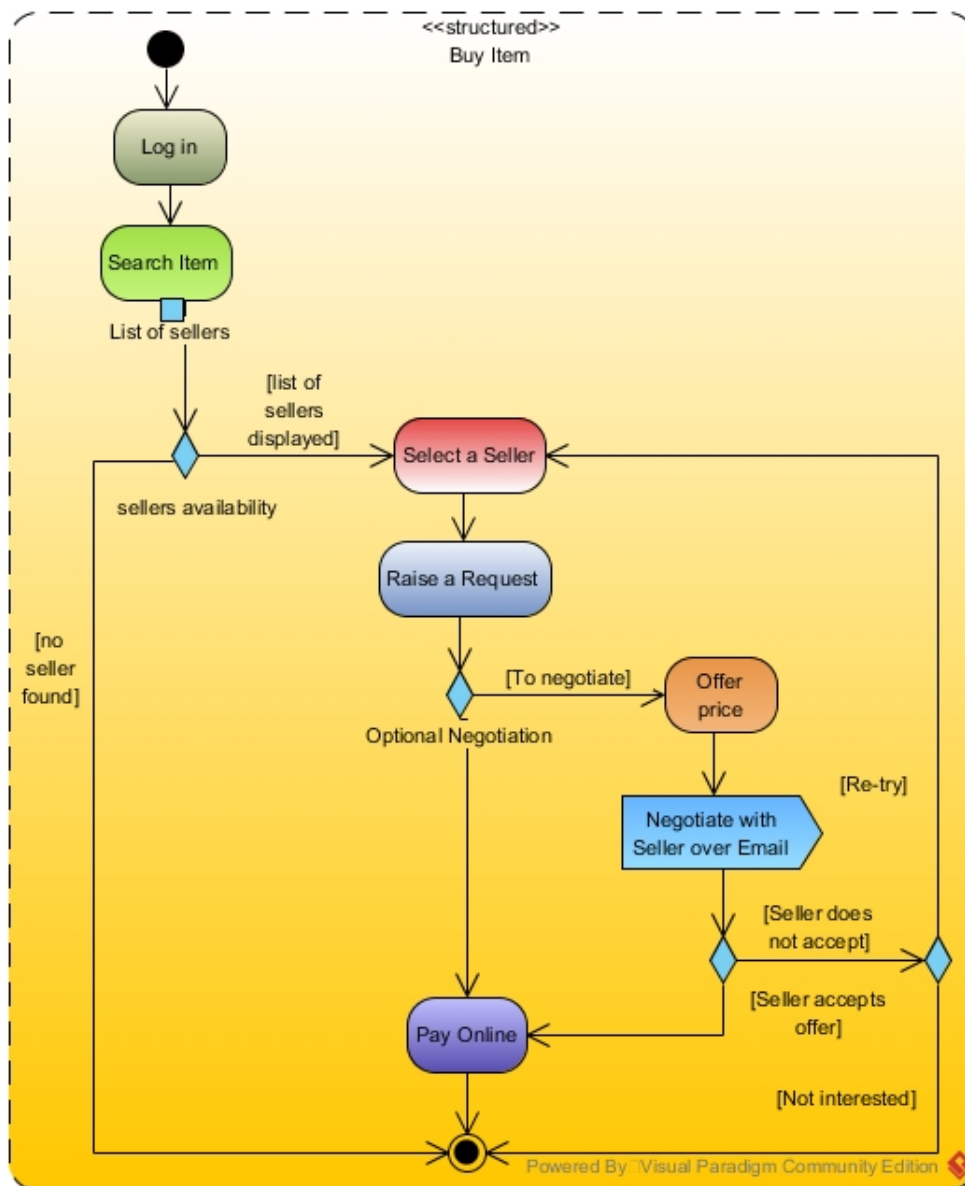 <<structured>>
Buy Item
Log in
Search Item
List of sellers
[list of
sellers
displayed]
Select a Seller
sellers availability
Raise a Request
[no
seller
found]
[To negotiate]
Offer
price
Optional Negotiation
[Re-try]
Negotiate with
Seller over Email
[Seller does
not accept]
[Seller accepts
offer]
Pay Online
[Not interested]
Powered By Visual Paradigm Community Edition